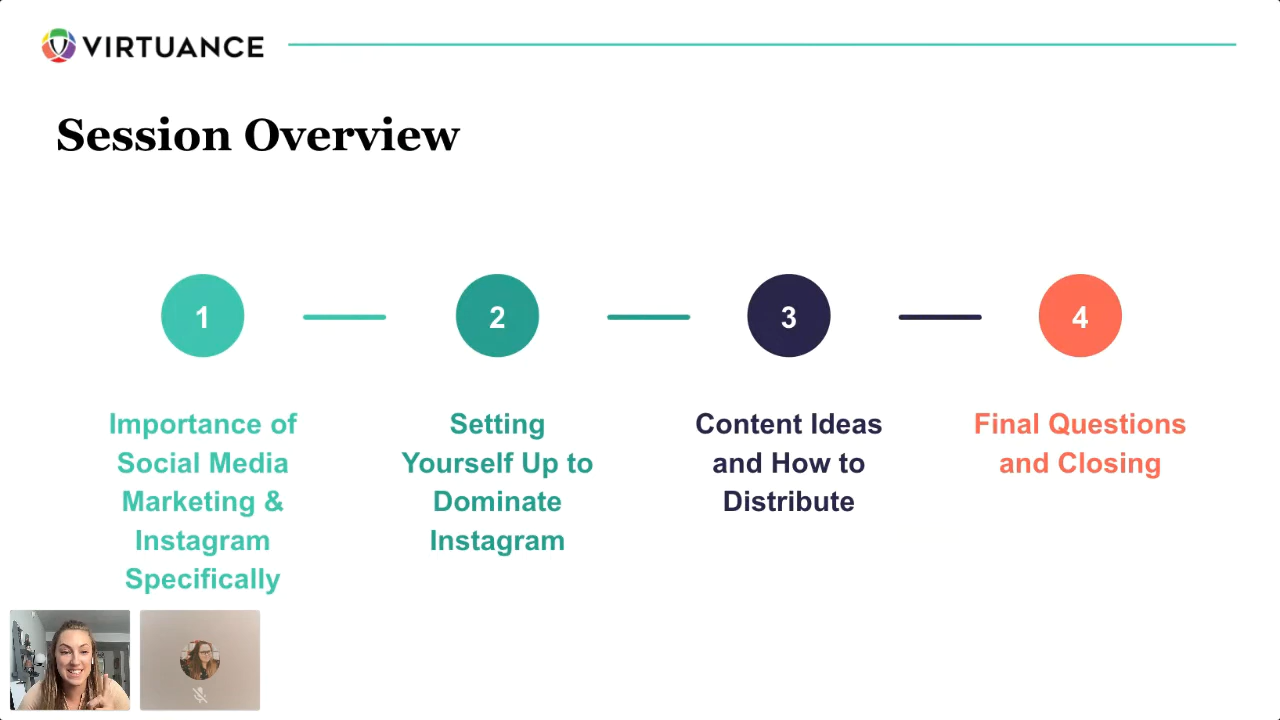 VIRTUANCE
Session Overview
1
2
3
4
Importance of
Social Media
Marketing &
Instagram
Specifically
Setting
Yourself Up to
Dominate
Instagram
Content Ideas
and How to
Distribute
Final Questions
and Closing